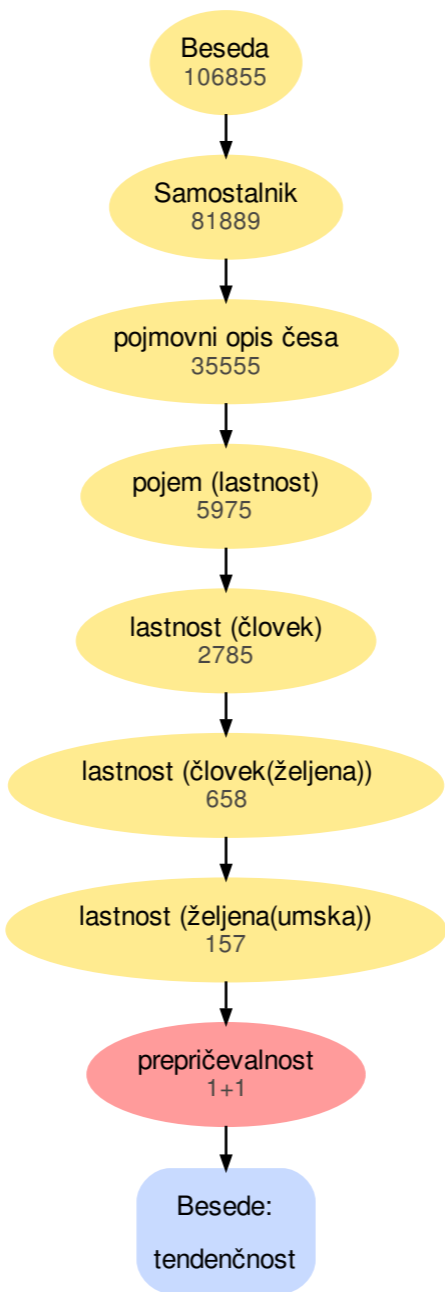 Beseda
106855
Samostalnik
81889
pojmovni opis česa
35555
pojem (lastnost)
5975
lastnost (človek)
2785
lastnost (človek(željena))
658
lastnost (željena(umska))
157
prepričevalnost
1+1
Besede:
tendenčnost